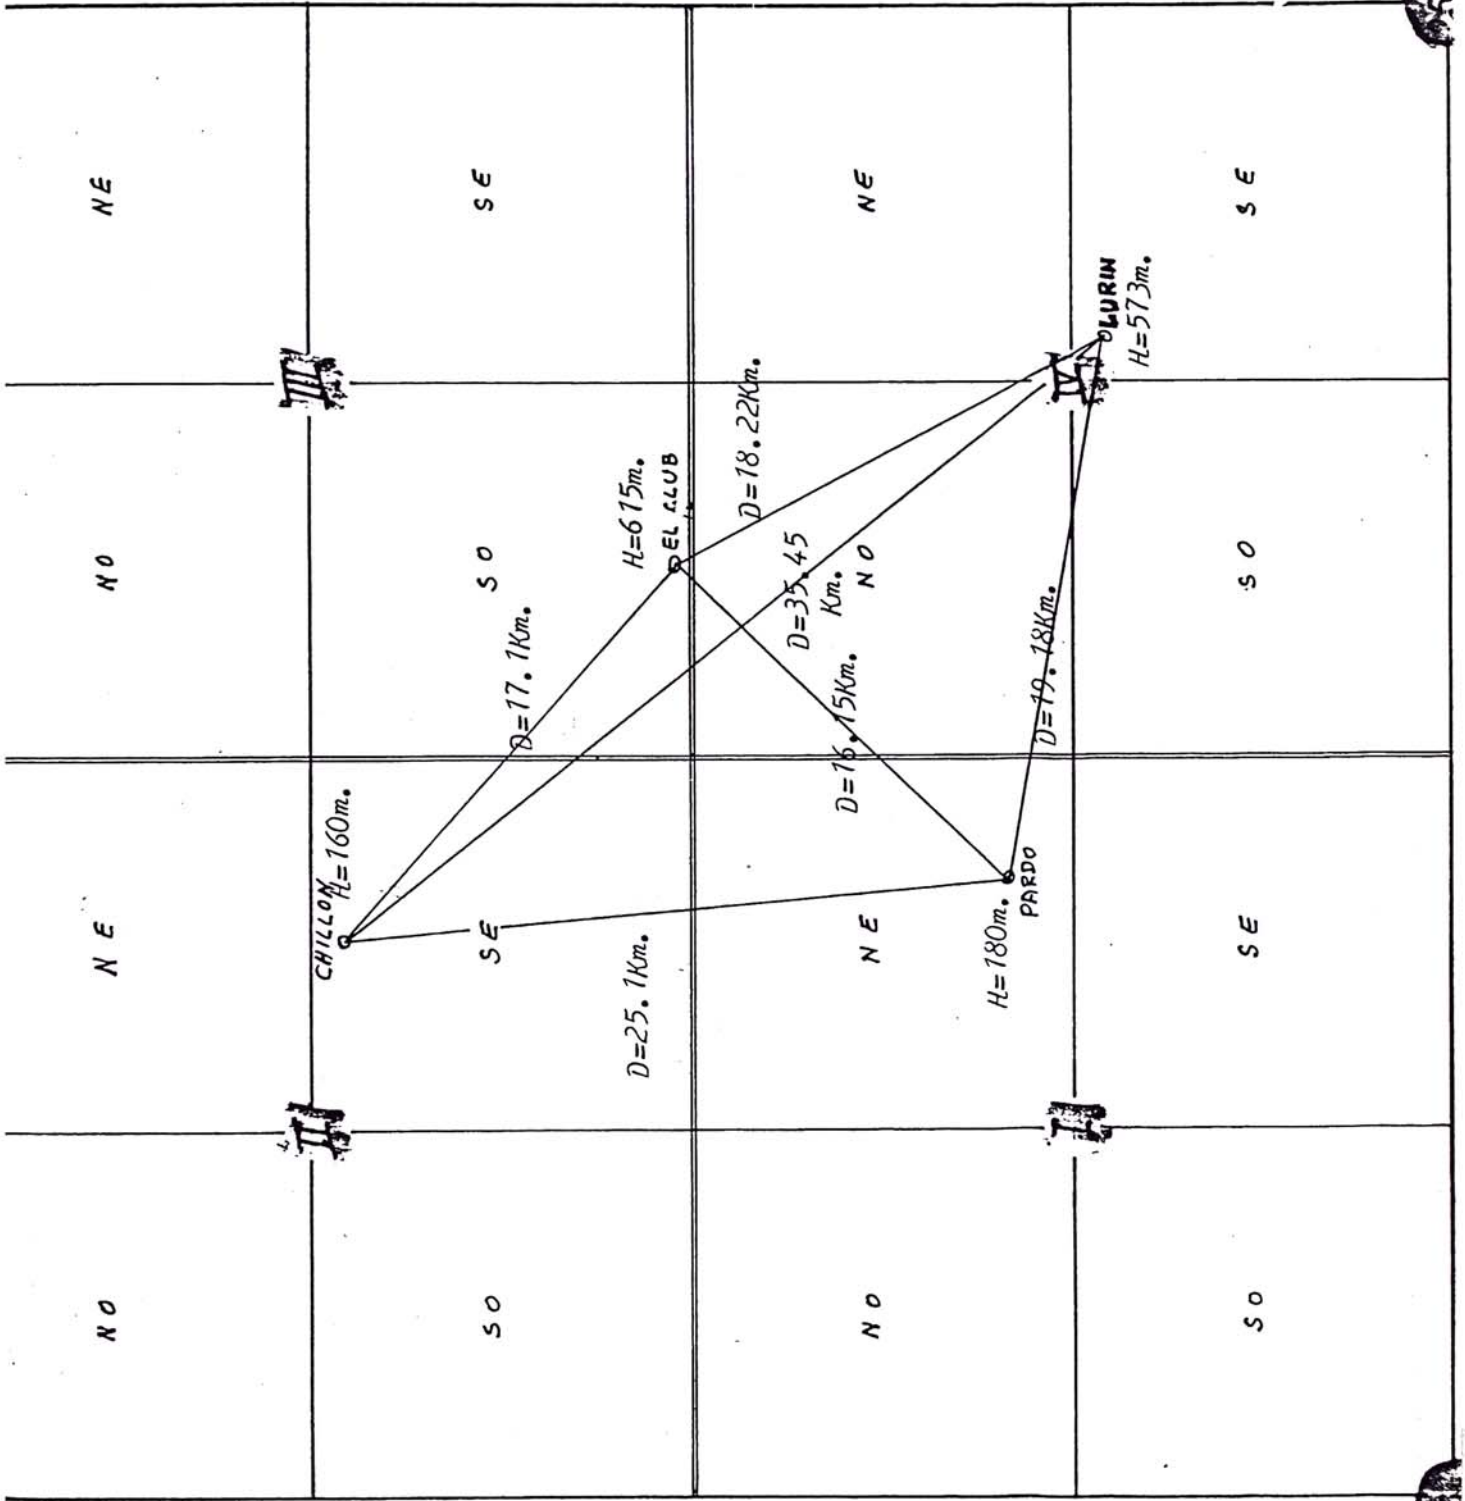 NO
NE
NO
NE
II
III
CHILLON
H=160m.
SO
SE
SO
SE
D=17.1Km.
H=615m.
EL CLUB
D=25.1Km.
D=18.22Km.
D=35.45
Km.
D=16.15Km.
NO
NE
NO
NE
H=180m.
PARDO
D=19.18Km.
I
IV
LURIN
H=573m.
SO
SE
SO
SE